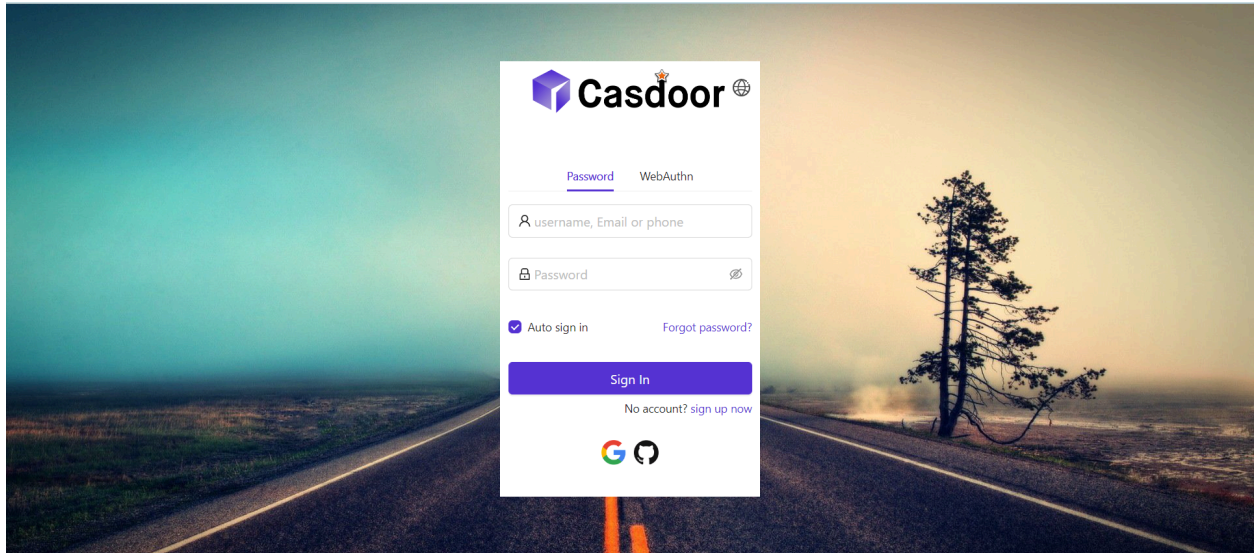 Casdoor
Password WebAuthn
username, Email or phone
Password
Auto sign in Forgot password?
Sign In
No account? sign up now